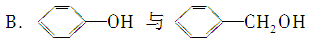 B. —OH 与 —CH₂OH